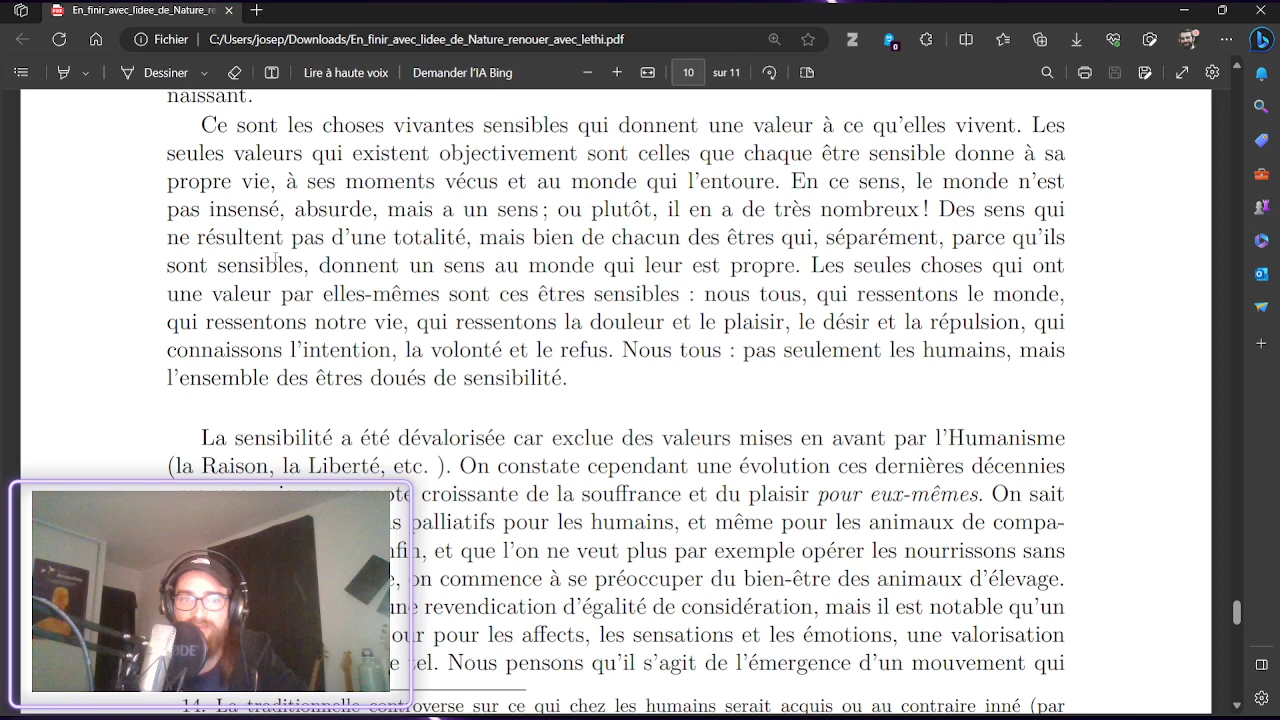 En_finir_avec_lidee_de_Nature_re
Fichier
C:/Users/josep/Downloads/En_finir_avec_lidee_de_Nature_renouer_avec_lethi.pdf
Dessiner
Lire à haute voix
Demander l'IA Bing
10 sur 11
naissant.
Ce sont les choses vivantes sensibles qui donnent une valeur à ce qu'elles vivent. Les
seules valeurs qui existent objectivement sont celles que chaque être sensible donne à sa
propre vie, à ses moments vécus et au monde qui l'entoure. En ce sens, le monde n'est
pas insensé, absurde, mais a un sens ; ou plutôt, il en a de très nombreux ! Des sens qui
ne résultent pas d'une totalité, mais bien de chacun des êtres qui, séparément, parce qu'ils
sont sensibles, donnent un sens au monde qui leur est propre. Les seules choses qui ont
une valeur par elles-mêmes sont ces êtres sensibles : nous tous, qui ressentons le monde,
qui ressentons notre vie, qui ressentons la douleur et le plaisir, le désir et la répulsion, qui
connaissons l'intention, la volonté et le refus. Nous tous : pas seulement les humains, mais
l'ensemble des êtres doués de sensibilité.
La sensibilité a été dévalorisée car exclue des valeurs mises en avant par l'Humanisme
(la Raison, la Liberté, etc. ). On constate cependant une évolution ces dernières décennies
croissante de la souffrance et du plaisir pour eux-mêmes. On sait
palliatifs pour les humains, et même pour les animaux de compa-
et que l'on ne veut plus par exemple opérer les nourrissons sans
on commence à se préoccuper du bien-être des animaux d'élevage.
une revendication d'égalité de considération, mais il est notable qu'un
pour les affects, les sensations et les émotions, une valorisation
tel. Nous pensons qu'il s'agit de l'émergence d'un mouvement qui
14. La traditionnelle controverse sur ce qui chez les humains serait acquis ou au contraire inné (par